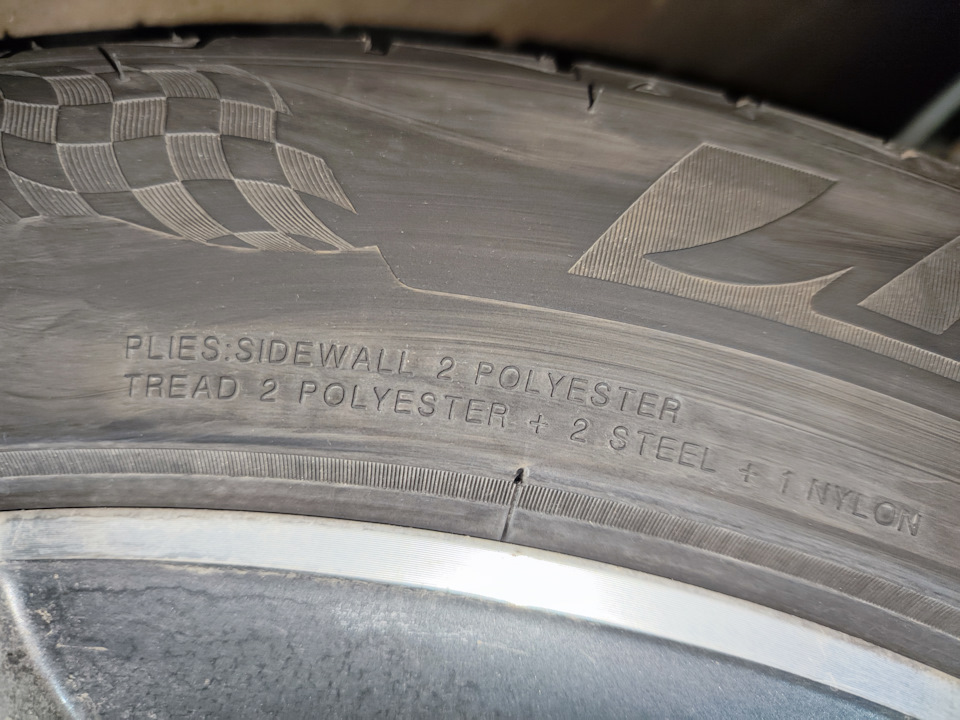 PLIES:SIDEWALL 2 POLYESTER
TREAD 2 POLYESTER + 2 STEEL + 1 NYLON